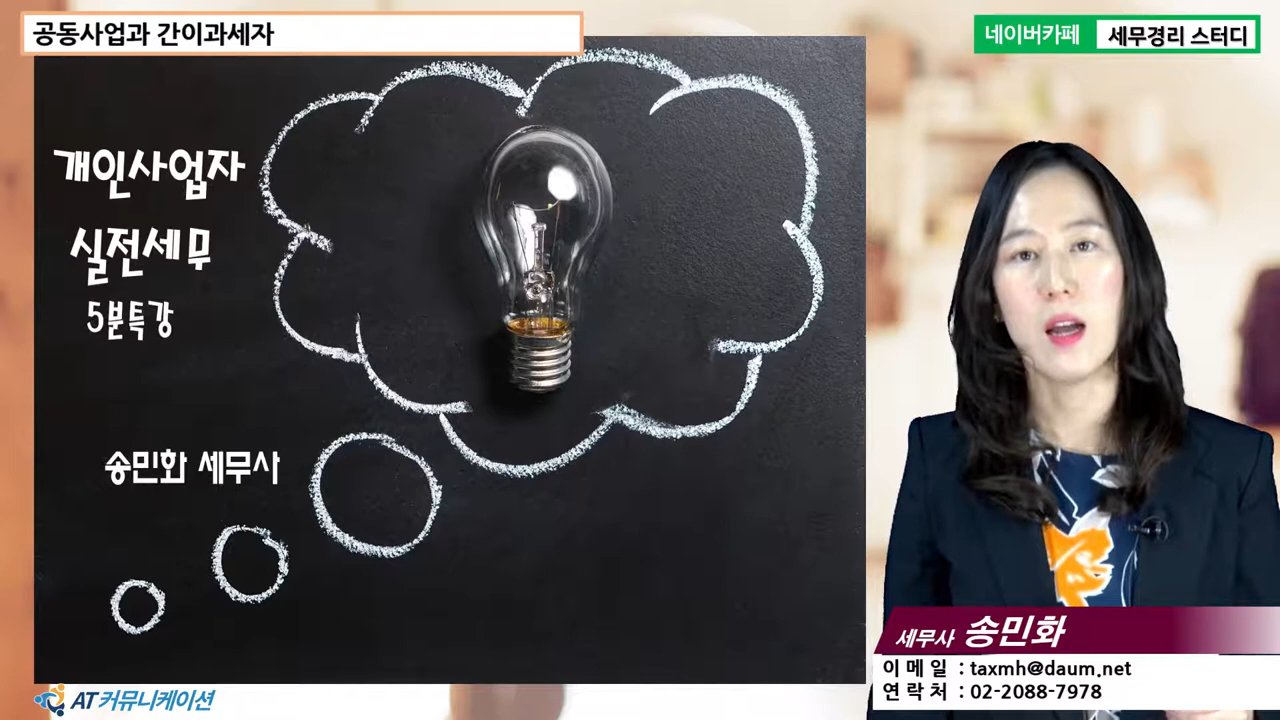 공동사업과 간이과세자
네이버카페 세무경리 스터디
개인사업자
실전세무
5분특강
송민화 세무사
세무사 송민화
이 메 일 : taxmh@daum.net
연 락 처 : 02-2088-7978
AT커뮤니케이션